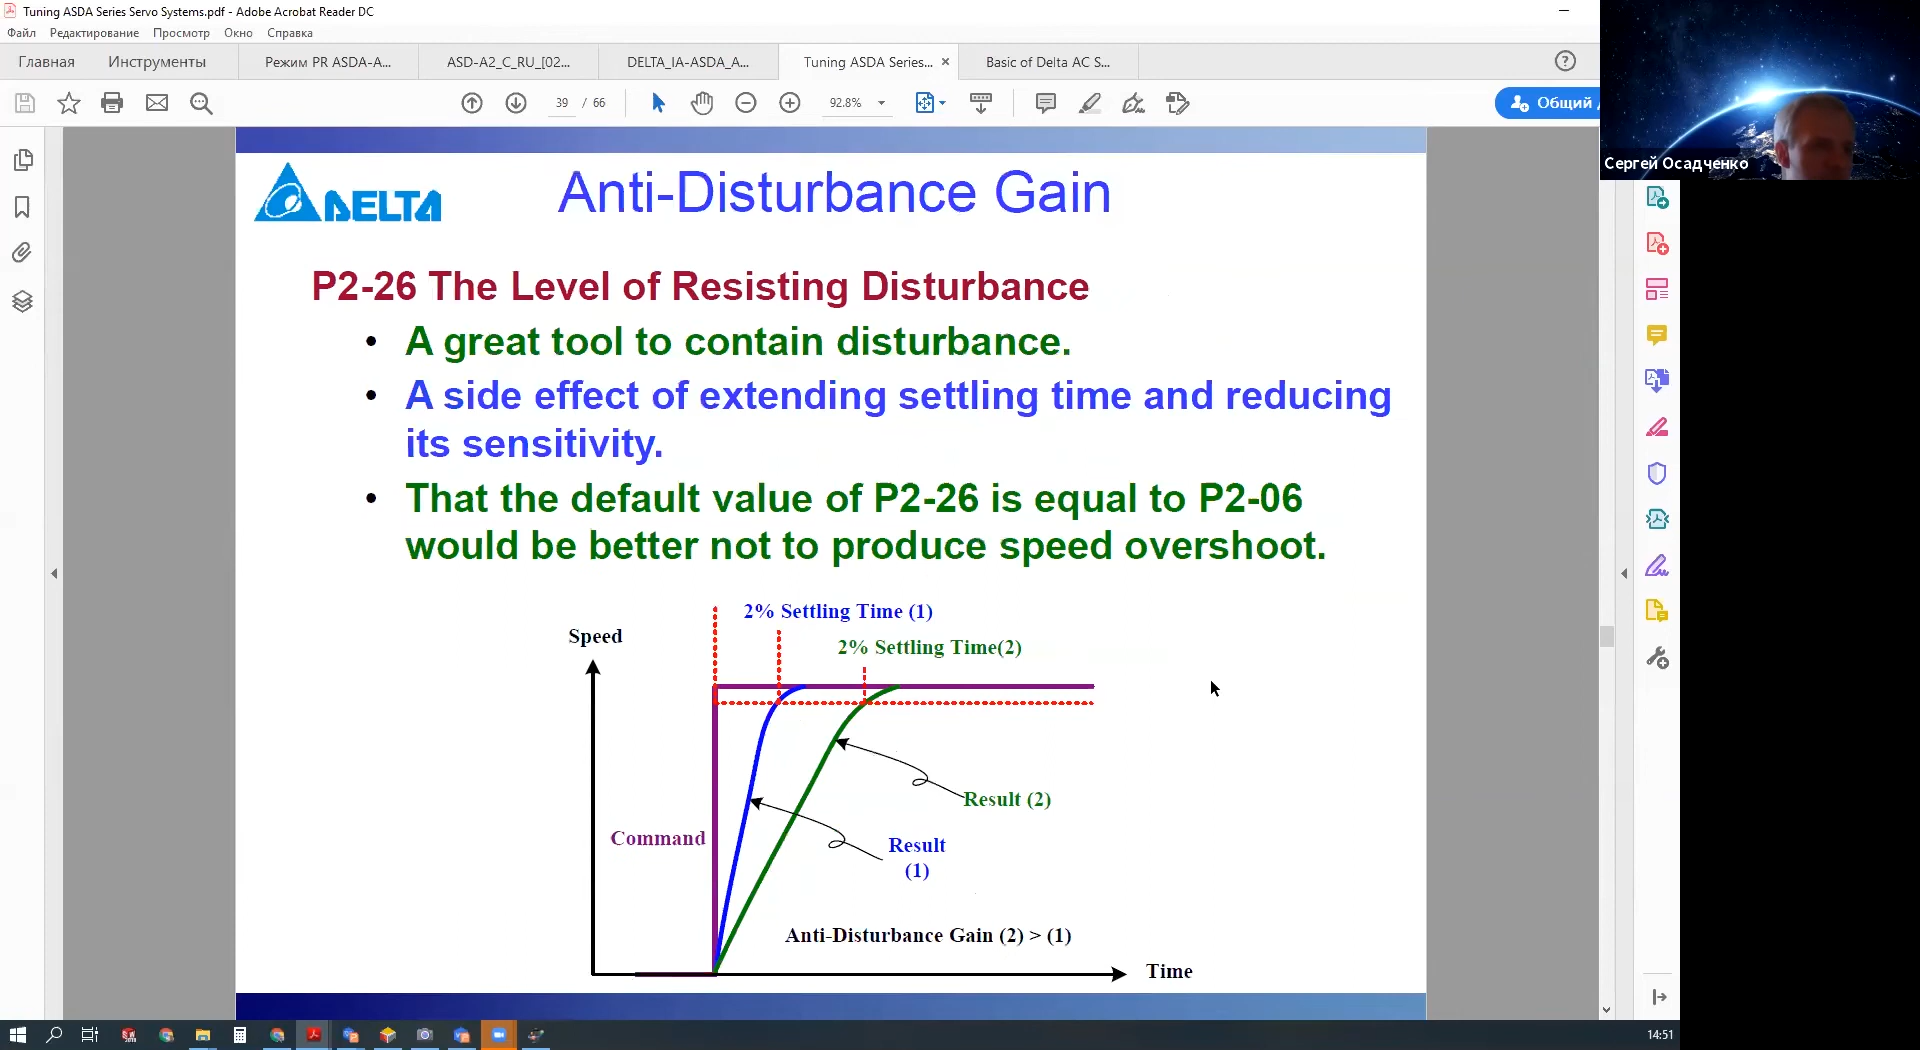 Tuning ASDA Series Servo Systems.pdf - Adobe Acrobat Reader DC
Файл Редактирование Просмотр Окно Справка
Главная Инструменты Режим PR ASDA-A... ASD-A2_C_RU_[02... DELTA_IA-ASDA_A... Tuning ASDA Series... × Basic of Delta AC S...
39 / 66 92.8% Общий
Сергей Осадченко
DELTA
Anti-Disturbance Gain
P2-26 The Level of Resisting Disturbance
• A great tool to contain disturbance.
• A side effect of extending settling time and reducing
its sensitivity.
• That the default value of P2-26 is equal to P2-06
would be better not to produce speed overshoot.
2% Settling Time (1)
Speed
2% Settling Time(2)
Result (2)
Command
Result
(1)
Anti-Disturbance Gain (2) > (1)
Time
14:51